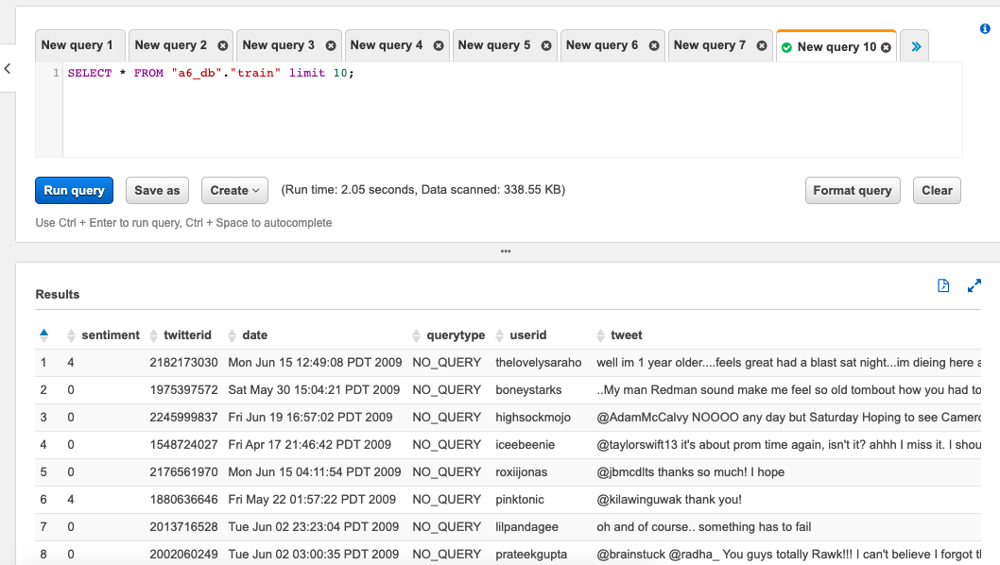 New query 1 New query 2 New query 3 New query 4 New query 5 New query 6 New query 7 New query 10
1 SELECT * FROM "a6_db"."train" limit 10;
Run query Save as Create (Run time: 2.05 seconds, Data scanned: 338.55 KB) Format query Clear
Use Ctrl + Enter to run query, Ctrl + Space to autocomplete
Results
sentiment twitterid date querytype userid tweet
1 4 2182173030 Mon Jun 15 12:49:08 PDT 2009 NO_QUERY thelovelysaraho well im 1 year older....feels great had a blast sat night...im dieing here a
2 0 1975397572 Sat May 30 15:04:21 PDT 2009 NO_QUERY boneystarks ..My man Redman sound make me feel so old tombout how you had to
3 0 2245999837 Fri Jun 19 16:57:02 PDT 2009 NO_QUERY highsockmojo @AdamMcCalvy NOOOO any day but Saturday Hoping to see Camero
4 0 1548724027 Fri Apr 17 21:46:42 PDT 2009 NO_QUERY iceebeenie @taylorswift13 it's about prom time again, isn't it? ahhh I miss it. I shou
5 0 2176561970 Mon Jun 15 04:11:54 PDT 2009 NO_QUERY roxiijonas @jbmcdlts thanks so much! I hope
6 4 1880636646 Fri May 22 01:57:22 PDT 2009 NO_QUERY pinktonic @kilawinguwak thank you!
7 0 2013716528 Tue Jun 02 23:23:04 PDT 2009 NO_QUERY lilpandagee oh and of course.. something has to fail
8 0 2002060249 Tue Jun 02 03:00:35 PDT 2009 NO_QUERY prateekgupta @brainstuck @radha_ You guys totally Rawk!!! I can't believe I forgot